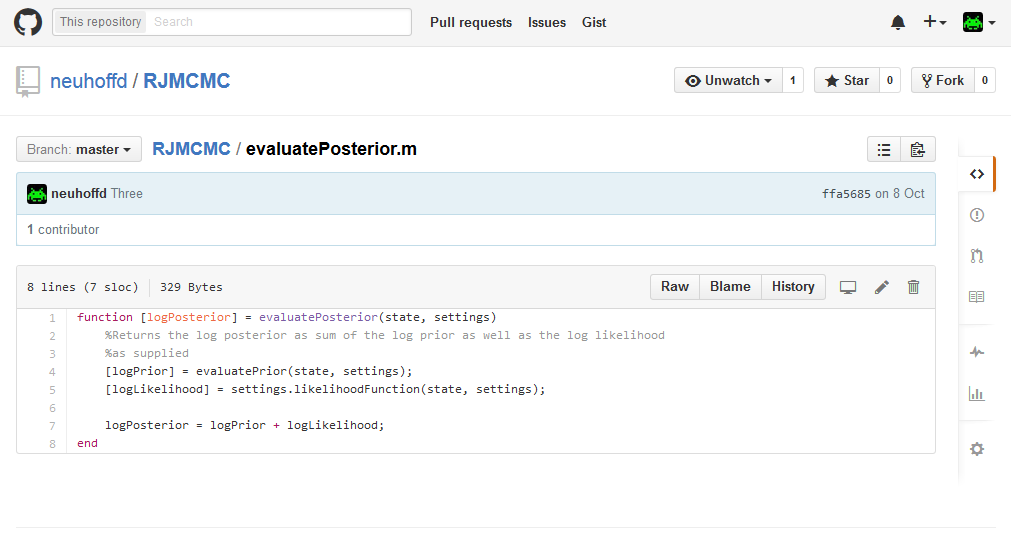 This repository Search Pull requests Issues Gist
neuhoffd / RJMCMC Unwatch 1 Star 0 Fork 0
Branch: master RJMCMC / evaluatePosterior.m
neuhoffd Three ffa5685 on 8 Oct
1 contributor
8 lines (7 sloc) 329 Bytes Raw Blame History
1 function [logPosterior] = evaluatePosterior(state, settings)
2 %Returns the log posterior as sum of the log prior as well as the log likelihood
3 %as supplied
4 [logPrior] = evaluatePrior(state, settings);
5 [logLikelihood] = settings.likelihoodFunction(state, settings);
6
7 logPosterior = logPrior + logLikelihood;
8 end